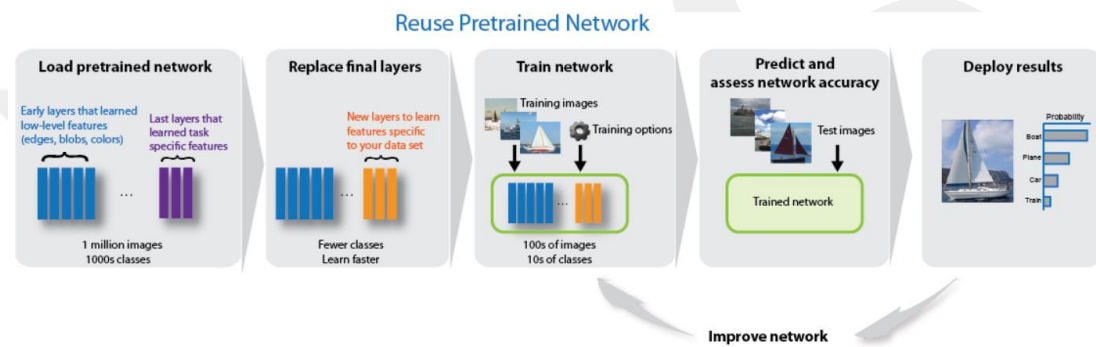 Reuse Pretrained Network
Load pretrained network
Early layers that learned
low-level features
(edges, blobs, colors)
Last layers that
learned task
specific features
...
1 million images
1000s classes
Replace final layers
New layers to learn
features specific
to your data set
...
Fewer classes
Learn faster
Train network
Training images
Training options
...
100s of images
10s of classes
Predict and
assess network accuracy
Test images
Trained network
Deploy results
Probability
Boat
Plane
Car
Train
Improve network